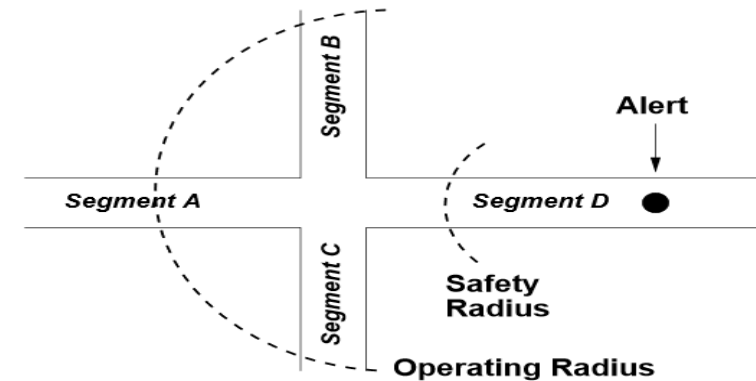 Segment B
Alert
Segment A
Segment D
Segment C
Safety
Radius
Operating Radius